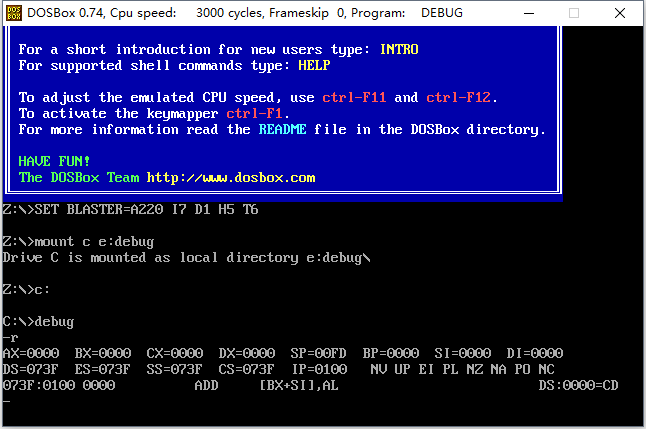 DOSBox 0.74, Cpu speed:     3000 cycles, Frameskip  0, Program:    DEBUG
For a short introduction for new users type: INTRO
For supported shell commands type: HELP
To adjust the emulated CPU speed, use ctrl-F11 and ctrl-F12.
To activate the keymapper ctrl-F1.
For more information read the README file in the DOSBox directory.
HAVE FUN!
The DOSBox Team http://www.dosbox.com
Z:\>SET BLASTER=A220 I7 D1 H5 T6
Z:\>mount c e:debug
Drive C is mounted as local directory e:debug\
Z:\>c:
C:\>debug
-r
AX=0000  BX=0000  CX=0000  DX=0000  SP=00FD  BP=0000  SI=0000  DI=0000
DS=073F  ES=073F  SS=073F  CS=073F  IP=0100   NV UP EI PL NZ NA PO NC
073F:0100 0000          ADD     [BX+SI],AL                         DS:0000=CD
-